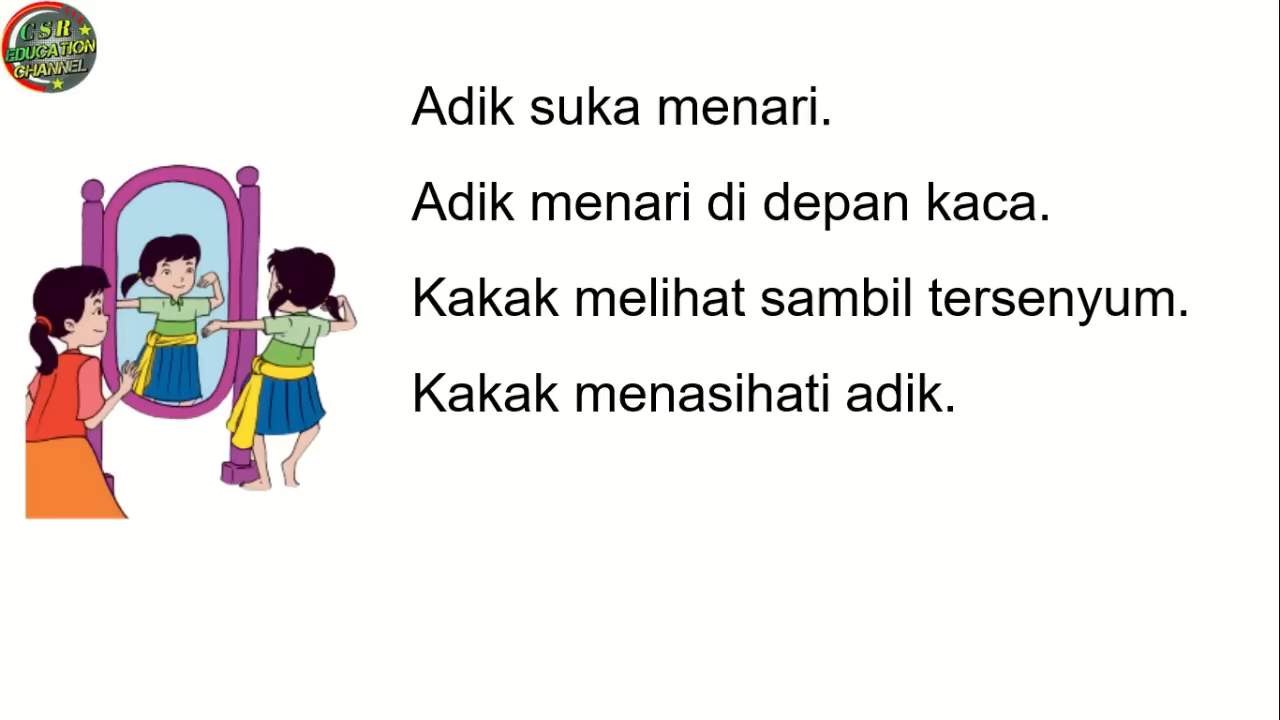 CSR
EDUCATION
CHANNEL
Adik suka menari.
Adik menari di depan kaca.
Kakak melihat sambil tersenyum.
Kakak menasihati adik.